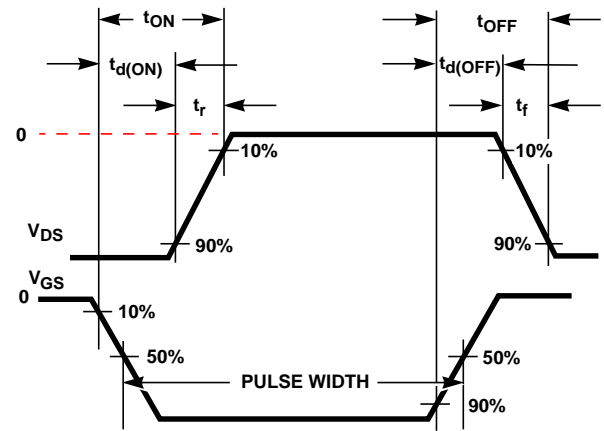 tON
tOFF
td(ON)
td(OFF)
tr
tf
0
10%
10%
VDS
90%
90%
VGS
0
10%
50%
50%
PULSE WIDTH
90%